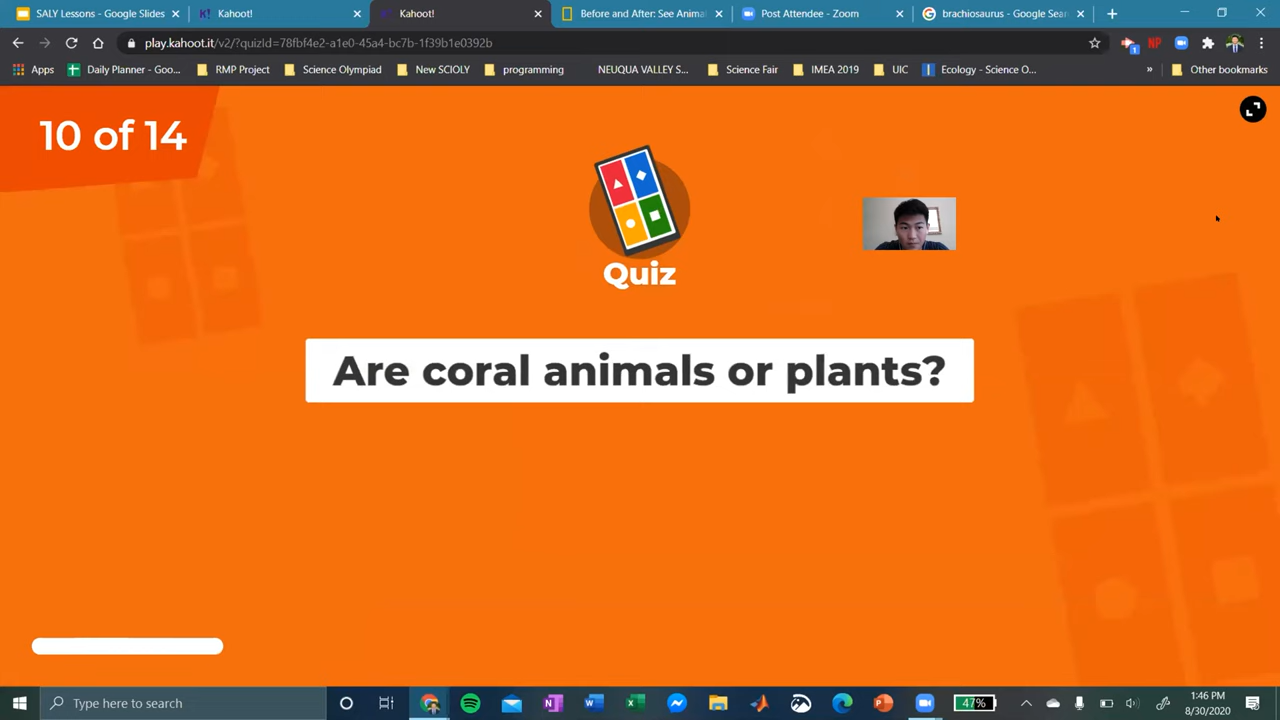 SALY Lessons - Google Slides
Kahoot!
Kahoot!
Before and After: See Anima
Post Attendee - Zoom
brachiosaurus - Google Sear
play.kahoot.it/v2/?quizId=78fbf4e2-a1e0-45a4-bc7b-1f39b1e0392b
NP
1
Apps
Daily Planner - Goo...
RMP Project
Science Olympiad
New SCIOLY
programming
NEUQUA VALLEY S...
Science Fair
IMEA 2019
UIC
Ecology - Science O...
»
Other bookmarks
10 of 14
Quiz
Are coral animals or plants?
Type here to search
47%
1:46 PM
8/30/2020